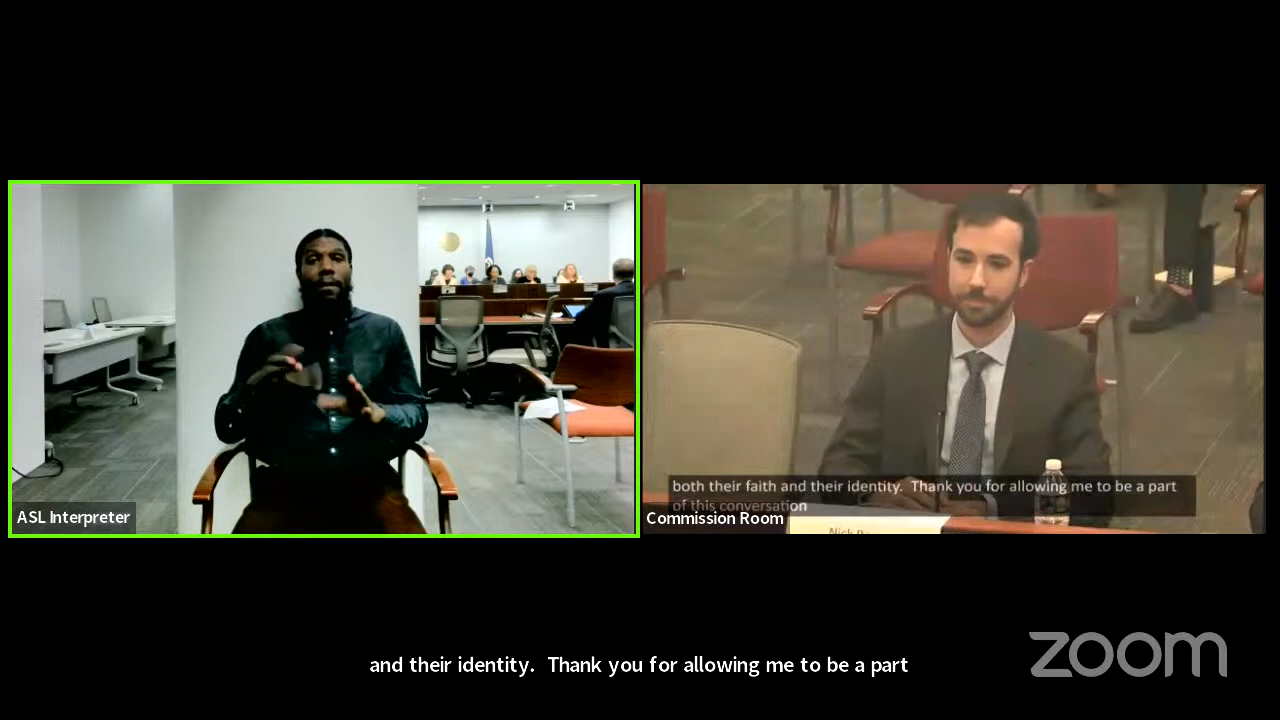 ASL Interpreter
both their faith and their identity.  Thank you for allowing me to be a part
of this conversation
Commission Room
Nick
and their identity.  Thank you for allowing me to be a part
zoom